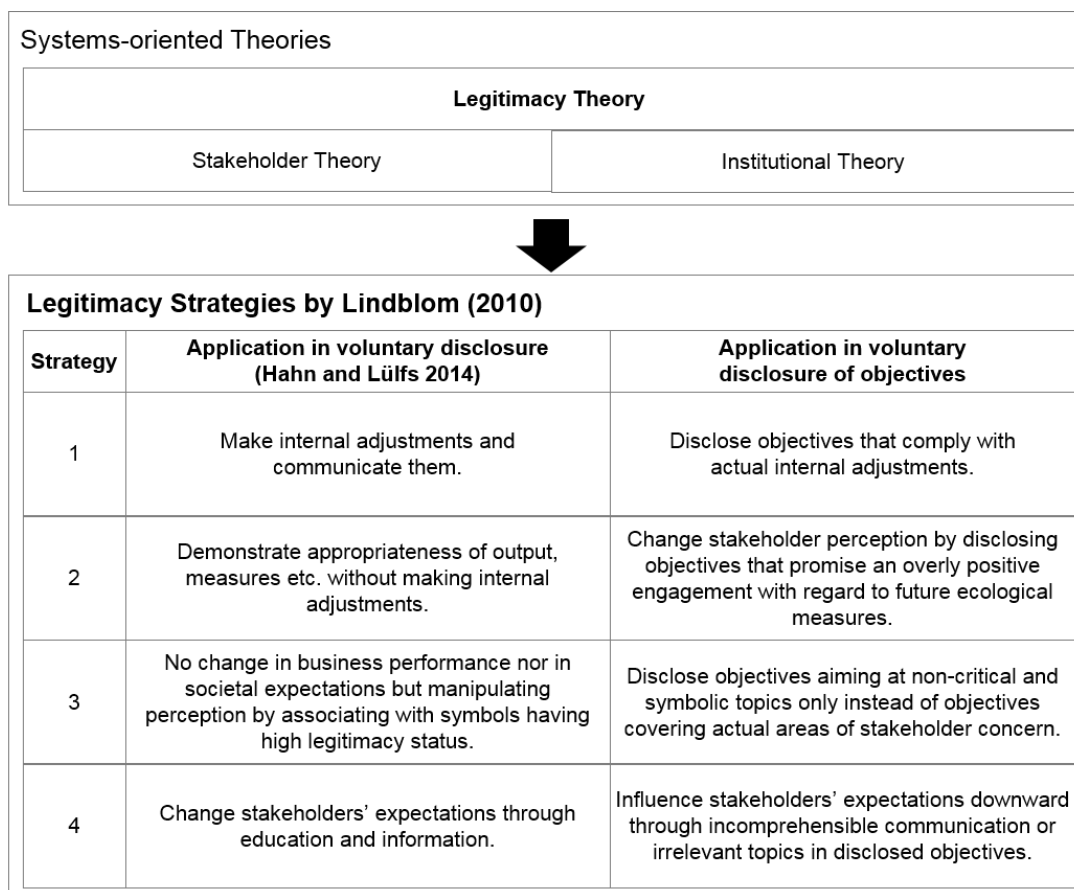 Systems-oriented Theories
Legitimacy Theory
Stakeholder Theory
Institutional Theory
Legitimacy Strategies by Lindblom (2010)
Strategy
Application in voluntary disclosure
(Hahn and Lülfs 2014)
Application in voluntary
disclosure of objectives
1
Make internal adjustments and
communicate them.
Disclose objectives that comply with
actual internal adjustments.
2
Demonstrate appropriateness of output,
measures etc. without making internal
adjustments.
Change stakeholder perception by disclosing
objectives that promise an overly positive
engagement with regard to future ecological
measures.
3
No change in business performance nor in
societal expectations but manipulating
perception by associating with symbols having
high legitimacy status.
Disclose objectives aiming at non-critical and
symbolic topics only instead of objectives
covering actual areas of stakeholder concern.
4
Change stakeholders’ expectations through
education and information.
Influence stakeholders’ expectations downward
through incomprehensible communication or
irrelevant topics in disclosed objectives.